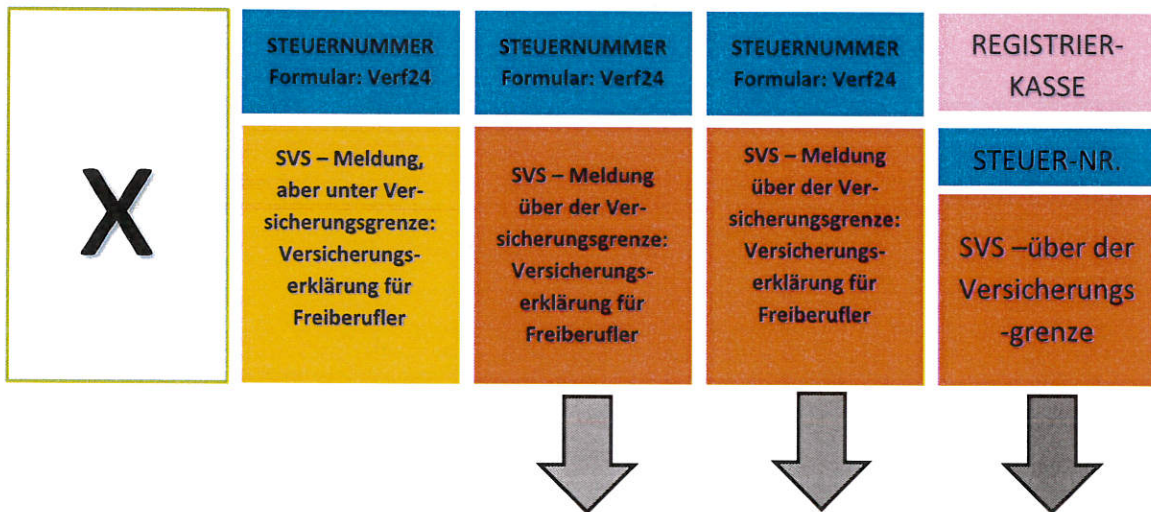 X
STEUERNUMMER
Formular: Verf24
SVS – Meldung,
aber unter Ver-
sicherungsgrenze:
Versicherungs-
erklärung für
Freiberufler
STEUERNUMMER
Formular: Verf24
SVS – Meldung
über der Ver-
sicherungsgrenze:
Versicherungs-
erklärung für
Freiberufler
STEUERNUMMER
Formular: Verf24
SVS – Meldung
über der Ver-
sicherungsgrenze:
Versicherungs-
erklärung für
Freiberufler
REGISTRIER-
KASSE
STEUER-NR.
SVS –über der
Versicherungs
-grenze